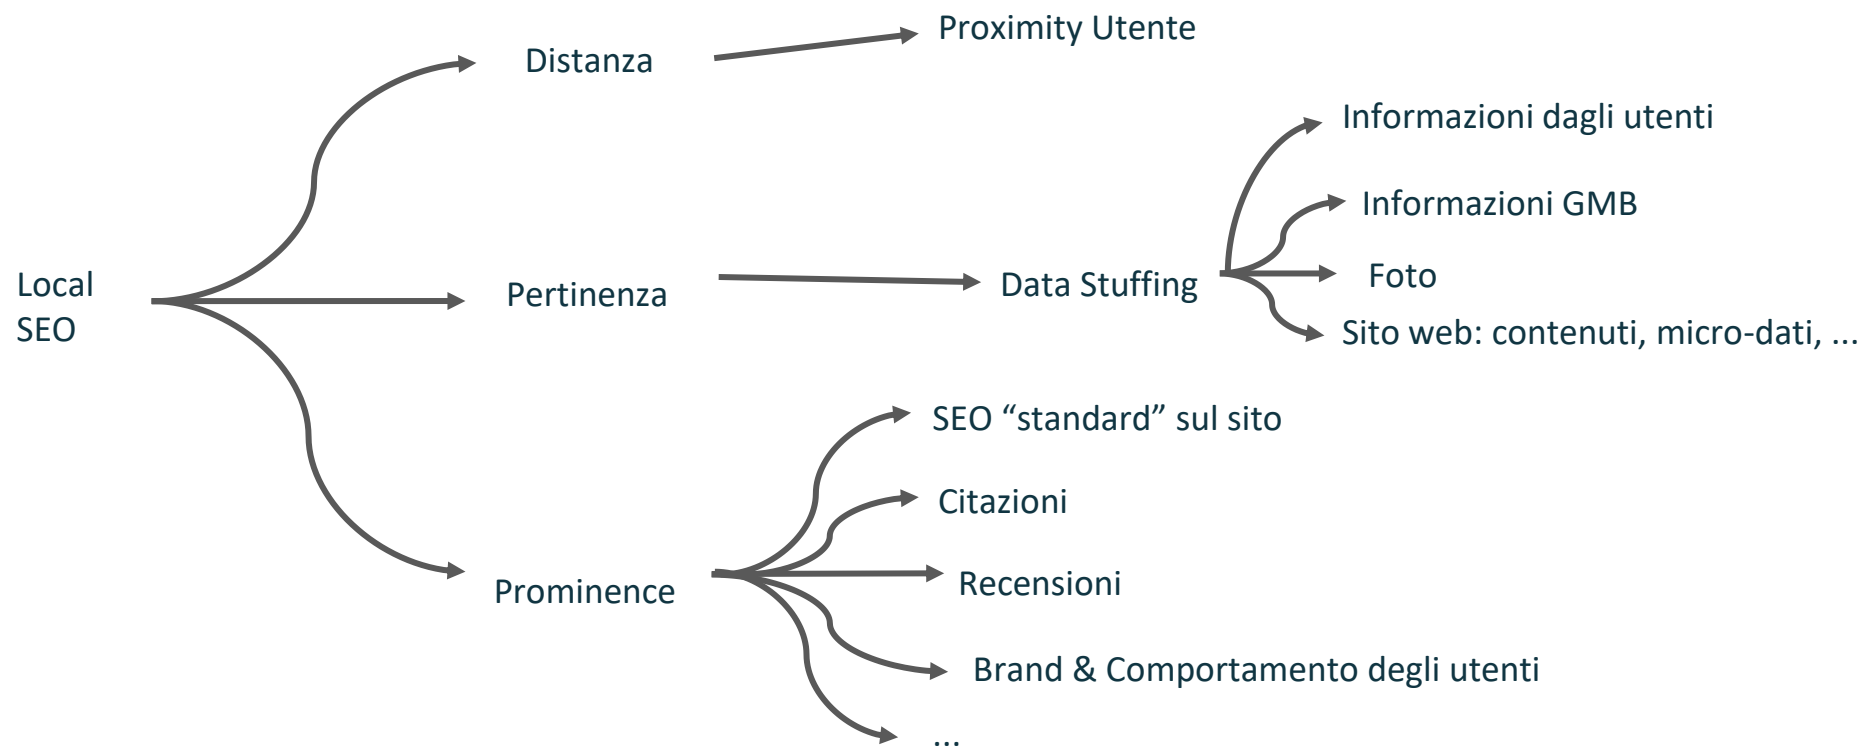 Proximity Utente
Distanza
Informazioni dagli utenti
Informazioni GMB
Local
SEO
Pertinenza
Data Stuffing
Foto
Sito web: contenuti, micro-dati, ...
SEO “standard” sul sito
Citazioni
Prominence
Recensioni
Brand & Comportamento degli utenti
...